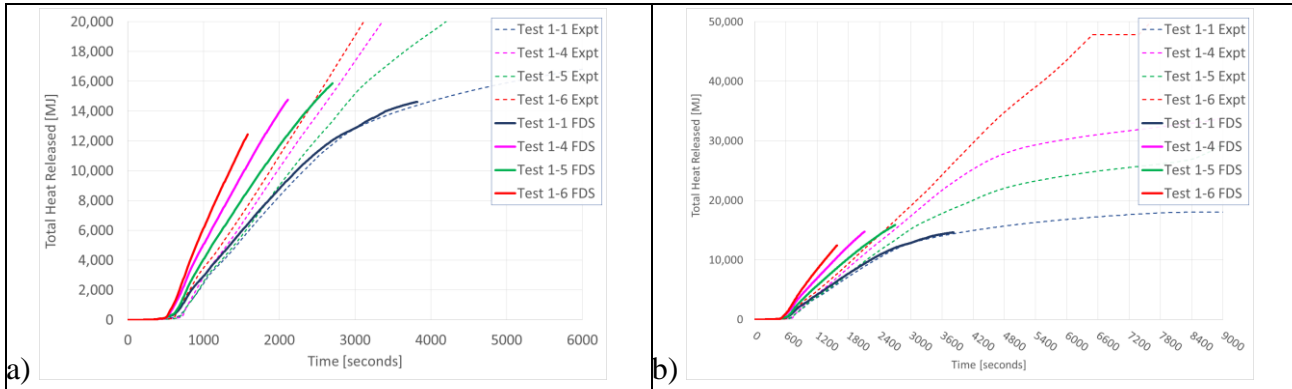 20,000
18,000
16,000
14,000
12,000
10,000
8,000
6,000
4,000
2,000
0
Total Heat Released [MJ]
0 1000 2000 3000 4000 5000 6000
Time [seconds]
Test 1-1 Expt
Test 1-4 Expt
Test 1-5 Expt
Test 1-6 Expt
Test 1-1 FDS
Test 1-4 FDS
Test 1-5 FDS
Test 1-6 FDS
a)
50,000
40,000
30,000
20,000
10,000
0
Total Heat Released [MJ]
0 600 1200 1800 2400 3000 3600 4200 4800 5400 6000 6600 7200 7800 8400 9000
Time [seconds]
Test 1-1 Expt
Test 1-4 Expt
Test 1-5 Expt
Test 1-6 Expt
Test 1-1 FDS
Test 1-4 FDS
Test 1-5 FDS
Test 1-6 FDS
b)